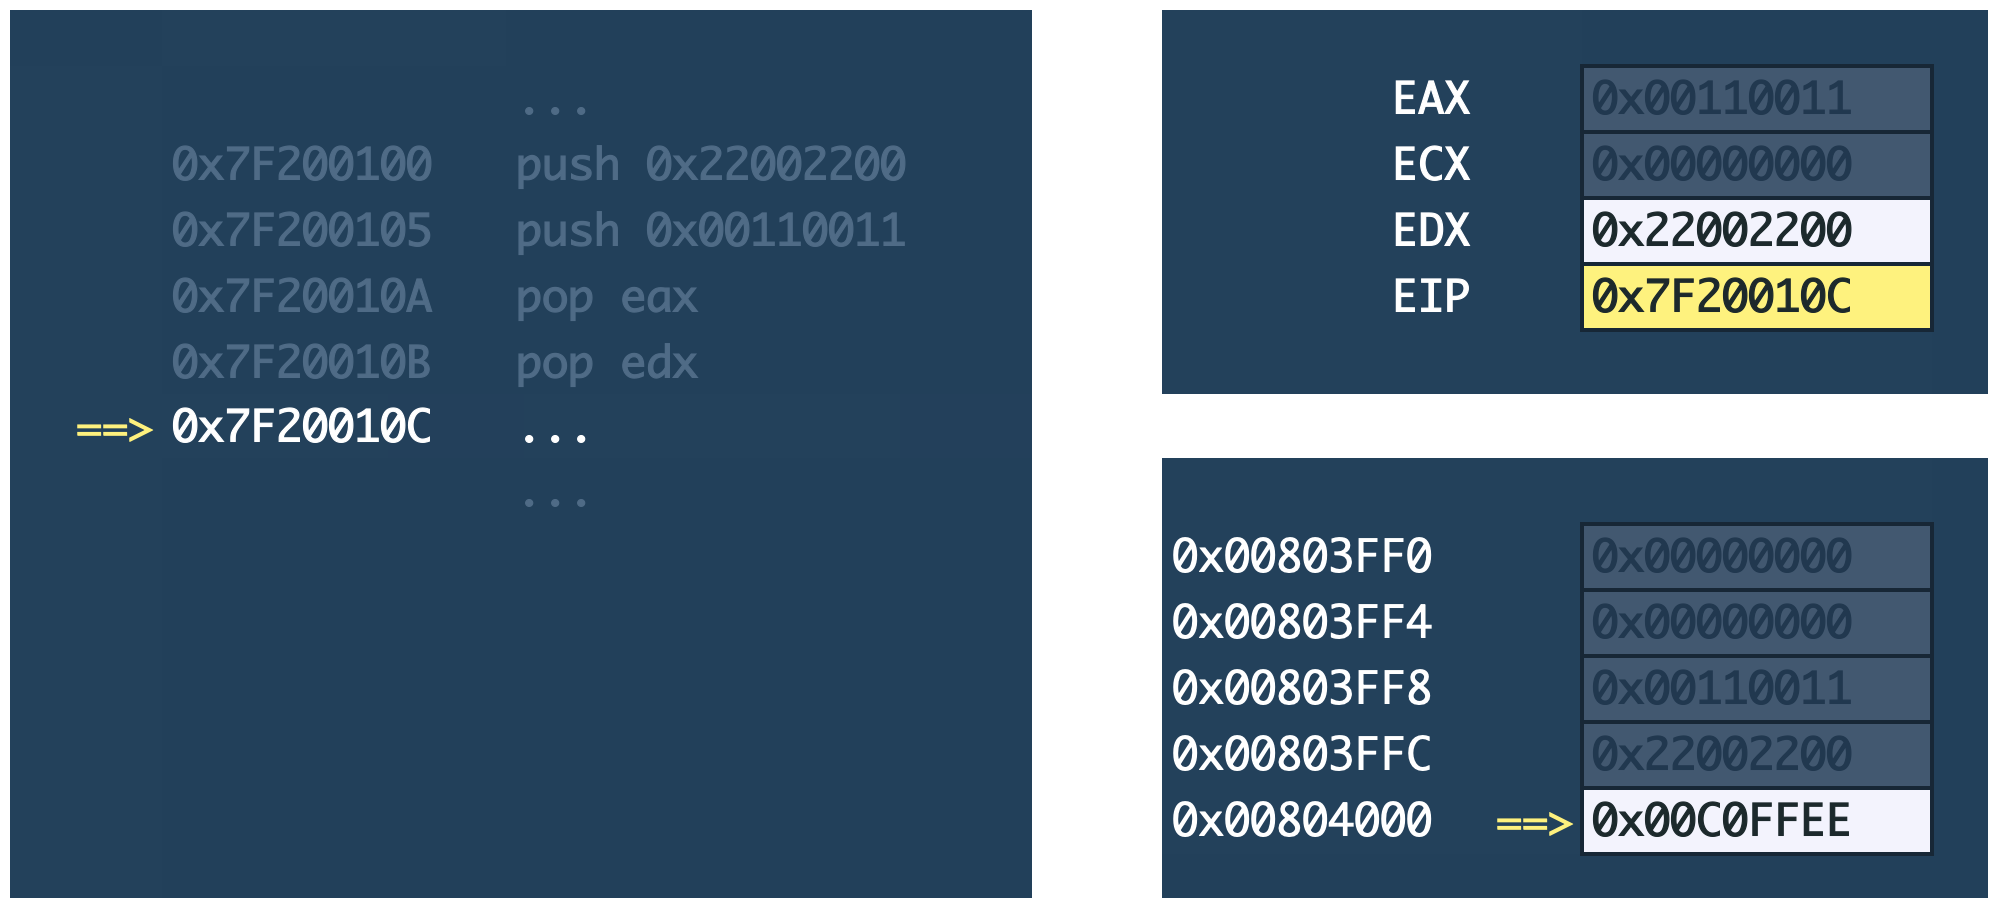 ...
0x7F200100 push 0x22002200
0x7F200105 push 0x00110011
0x7F20010A pop eax
0x7F20010B pop edx
==> 0x7F20010C ...
...
EAX 0x00110011
ECX 0x00000000
EDX 0x22002200
EIP 0x7F20010C
0x00803FF0 0x00000000
0x00803FF4 0x00000000
0x00803FF8 0x00110011
0x00803FFC 0x22002200
0x00804000 ==> 0x00C0FFEE